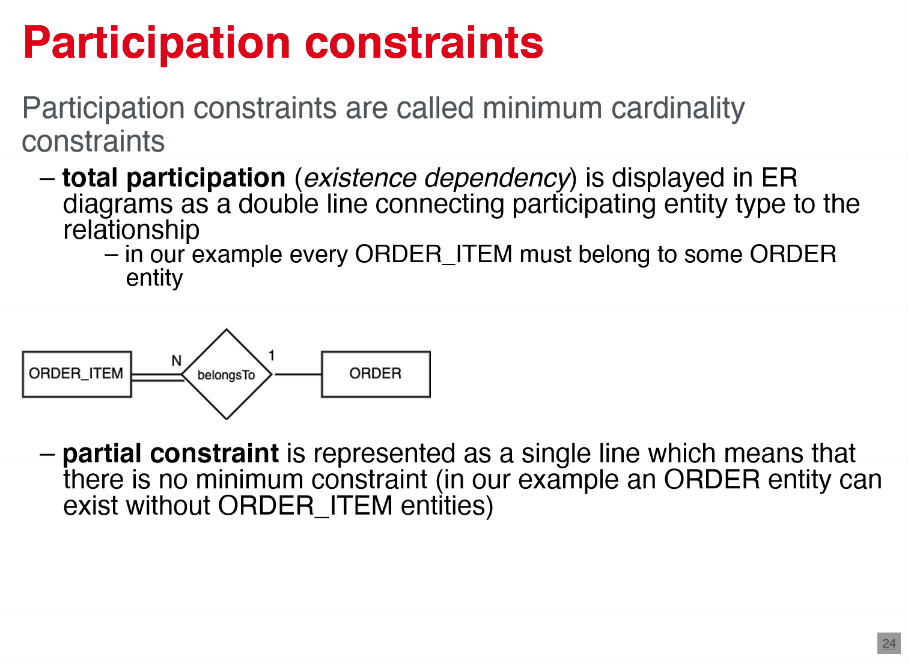 Participation constraints
Participation constraints are called minimum cardinality
constraints
– total participation (existence dependency) is displayed in ER
diagrams as a double line connecting participating entity type to the
relationship
– in our example every ORDER_ITEM must belong to some ORDER
entity
ORDER_ITEM
N
belongsTo
1
ORDER
– partial constraint is represented as a single line which means that
there is no minimum constraint (in our example an ORDER entity can
exist without ORDER_ITEM entities)
24